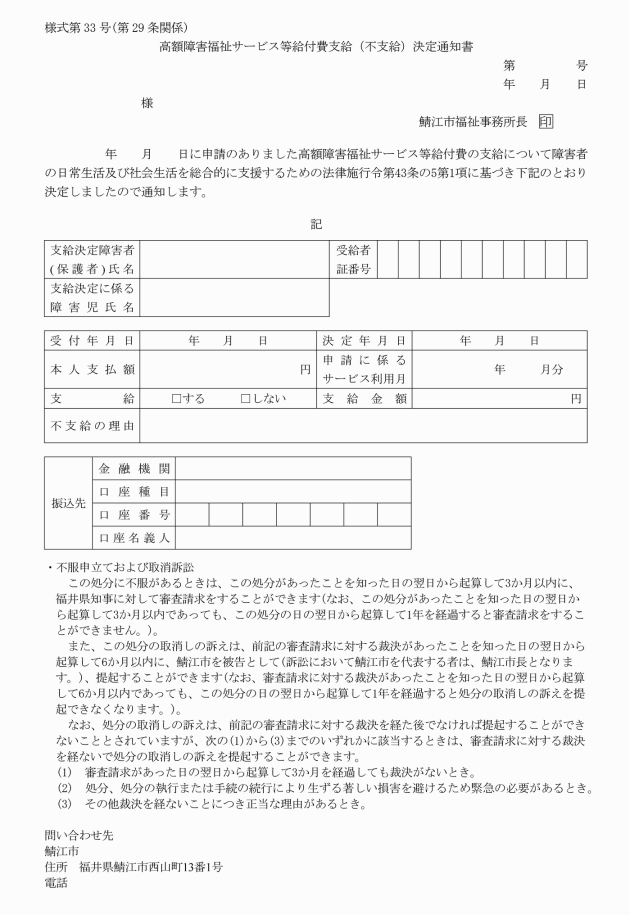 様式第33号(第29条関係)
高額障害福祉サービス等給付費支給（不支給）決定通知書
第　　　　　号
年　　月　　日
様
鯖江市福祉事務所長　印
年　　月　　日に申請のありました高額障害福祉サービス等給付費の支給について障害者
の日常生活及び社会生活を総合的に支援するための法律施行令第43条の5第1項に基づき下記のとおり
決定しましたので通知します。
記
支給決定障害者
(保護者)氏名
受給者
証番号
支給決定に係る
障害児氏名
受付年月日　　年　　月　　日　　決定年月日　　年　　月　　日
本人支払額　　円
申請に係る
サービス利用月
年　　　月分
支給　　□する　　□しない　　支給金額　　円
不支給の理由
振込先
金融機関
口座種目
口座番号
口座名義人
・不服申立ておよび取消訴訟
この処分に不服があるときは、この処分があったことを知った日の翌日から起算して3か月以内に、
福井県知事に対して審査請求をすることができます(なお、この処分があったことを知った日の翌日か
ら起算して3か月以内であっても、この処分の日の翌日から起算して1年を経過すると審査請求をするこ
とができません。)。
また、この処分の取消しの訴えは、前記の審査請求に対する裁決があったことを知った日の翌日から
起算して6か月以内に、鯖江市を被告として(訴訟において鯖江市を代表する者は、鯖江市長となりま
す。)、提起することができます(なお、審査請求に対する裁決があったことを知った日の翌日から起算
して6か月以内であっても、この処分の日の翌日から起算して1年を経過すると処分の取消しの訴えを提
起できなくなります。)。
なお、処分の取消しの訴えは、前記の審査請求に対する裁決を経た後でなければ提起することができ
ないこととされていますが、次の(1)から(3)までのいずれかに該当するときは、審査請求に対する裁決
を経ないで処分の取消しの訴えを提起することができます。
(1)　審査請求があった日の翌日から起算して3か月を経過しても裁決がないとき。
(2)　処分、処分の執行または手続の続行により生ずる著しい損害を避けるため緊急の必要があるとき。
(3)　その他裁決を経ないことにつき正当な理由があるとき。
問い合わせ先
鯖江市
住所　福井県鯖江市西山町13番1号
電話